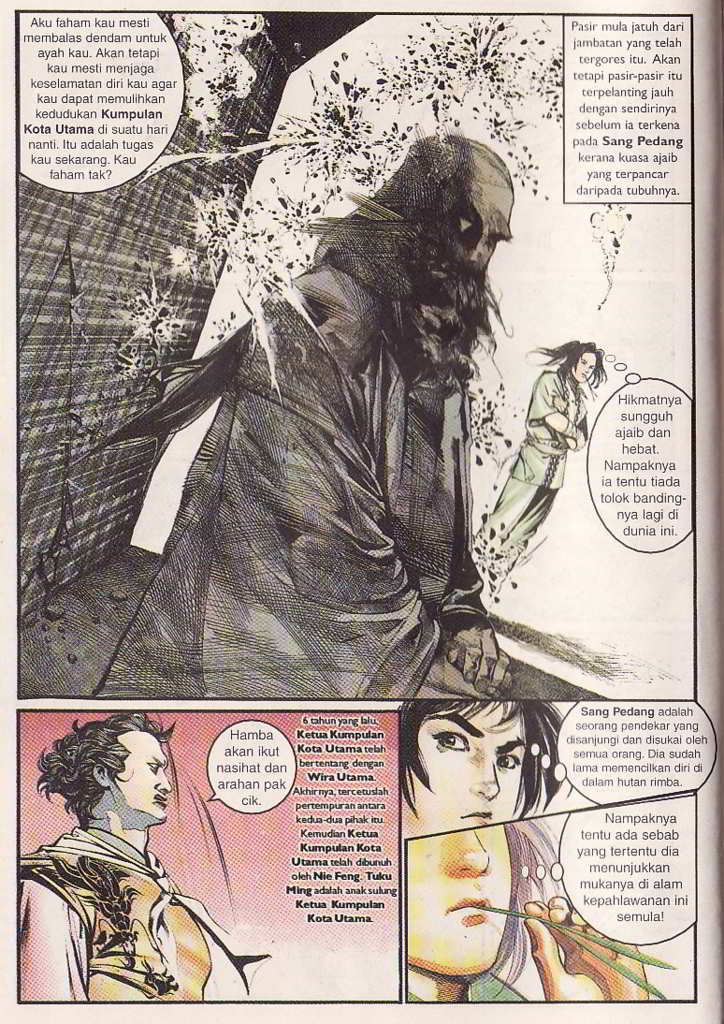 Aku faham kau mesti
membalas dendam untuk
ayah kau. Akan tetapi
kau mesti menjaga
keselamatan diri kau agar
kau dapat memulihkan
kedudukan Kumpulan
Kota Utama di suatu hari
nanti. Itu adalah tugas
kau sekarang. Kau
faham tak?
Pasir mula jatuh dari
jambatan yang telah
tergores itu. Akan
tetapi pasir-pasir itu
terpelanting jauh
dengan sendirinya
sebelum ia terkena
pada Sang Pedang
kerana kuasa ajaib
yang terpancar
daripada tubuhnya.
Hikmatnya
sungguh
ajaib dan
hebat.
Nampaknya
ia tentu tiada
tolok banding-
nya lagi di
dunia ini.
Hamba
akan ikut
nasihat dan
arahan pak
cik.
6 tahun yang lalu,
Ketua Kumpulan
Kota Utama telah
bertentang dengan
Wira Utama.
Akhirnya, tercetuslah
pertempuran antara
kedua-dua pihak itu.
Kemudian Ketua
Kumpulan Kota
Utama telah dibunuh
oleh Nie Feng. Tuku
Ming adalah anak sulung
Ketua Kumpulan
Kota Utama.
Sang Pedang adalah
seorang pendekar yang
disanjungi dan disukai oleh
semua orang. Dia sudah
lama memencilkan diri di
dalam hutan rimba.
Nampaknya
tentu ada sebab
yang tertentu dia
menunjukkan
mukanya di alam
kepahlawanan ini
semula!